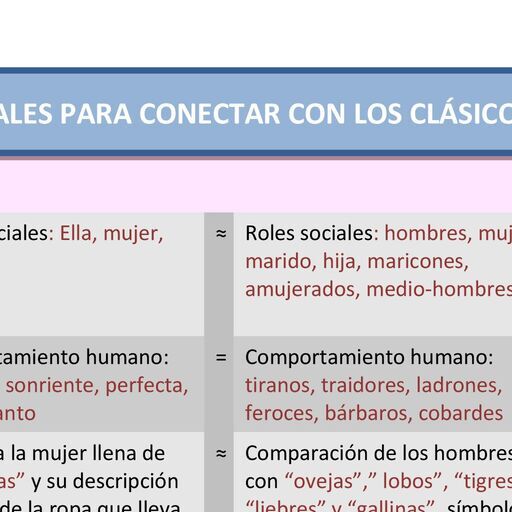 ALES PARA CONECTAR CON LOS CLÁSICO
ciales: Ella, mujer,
≈
Roles sociales: hombres, muj
marido, hija, maricones,
amujerados, medio-hombres
tamiento humano:
sonriente, perfecta,
anto
=
Comportamiento humano:
tiranos, traidores, ladrones,
feroces, bárbaros, cobardes
a la mujer llena de
as” y su descripción
de la ropa que lleva
≈
Comparación de los hombres
con “ovejas”,” lobos”, “tigres
“liebres” y “gallinas”, símbolo